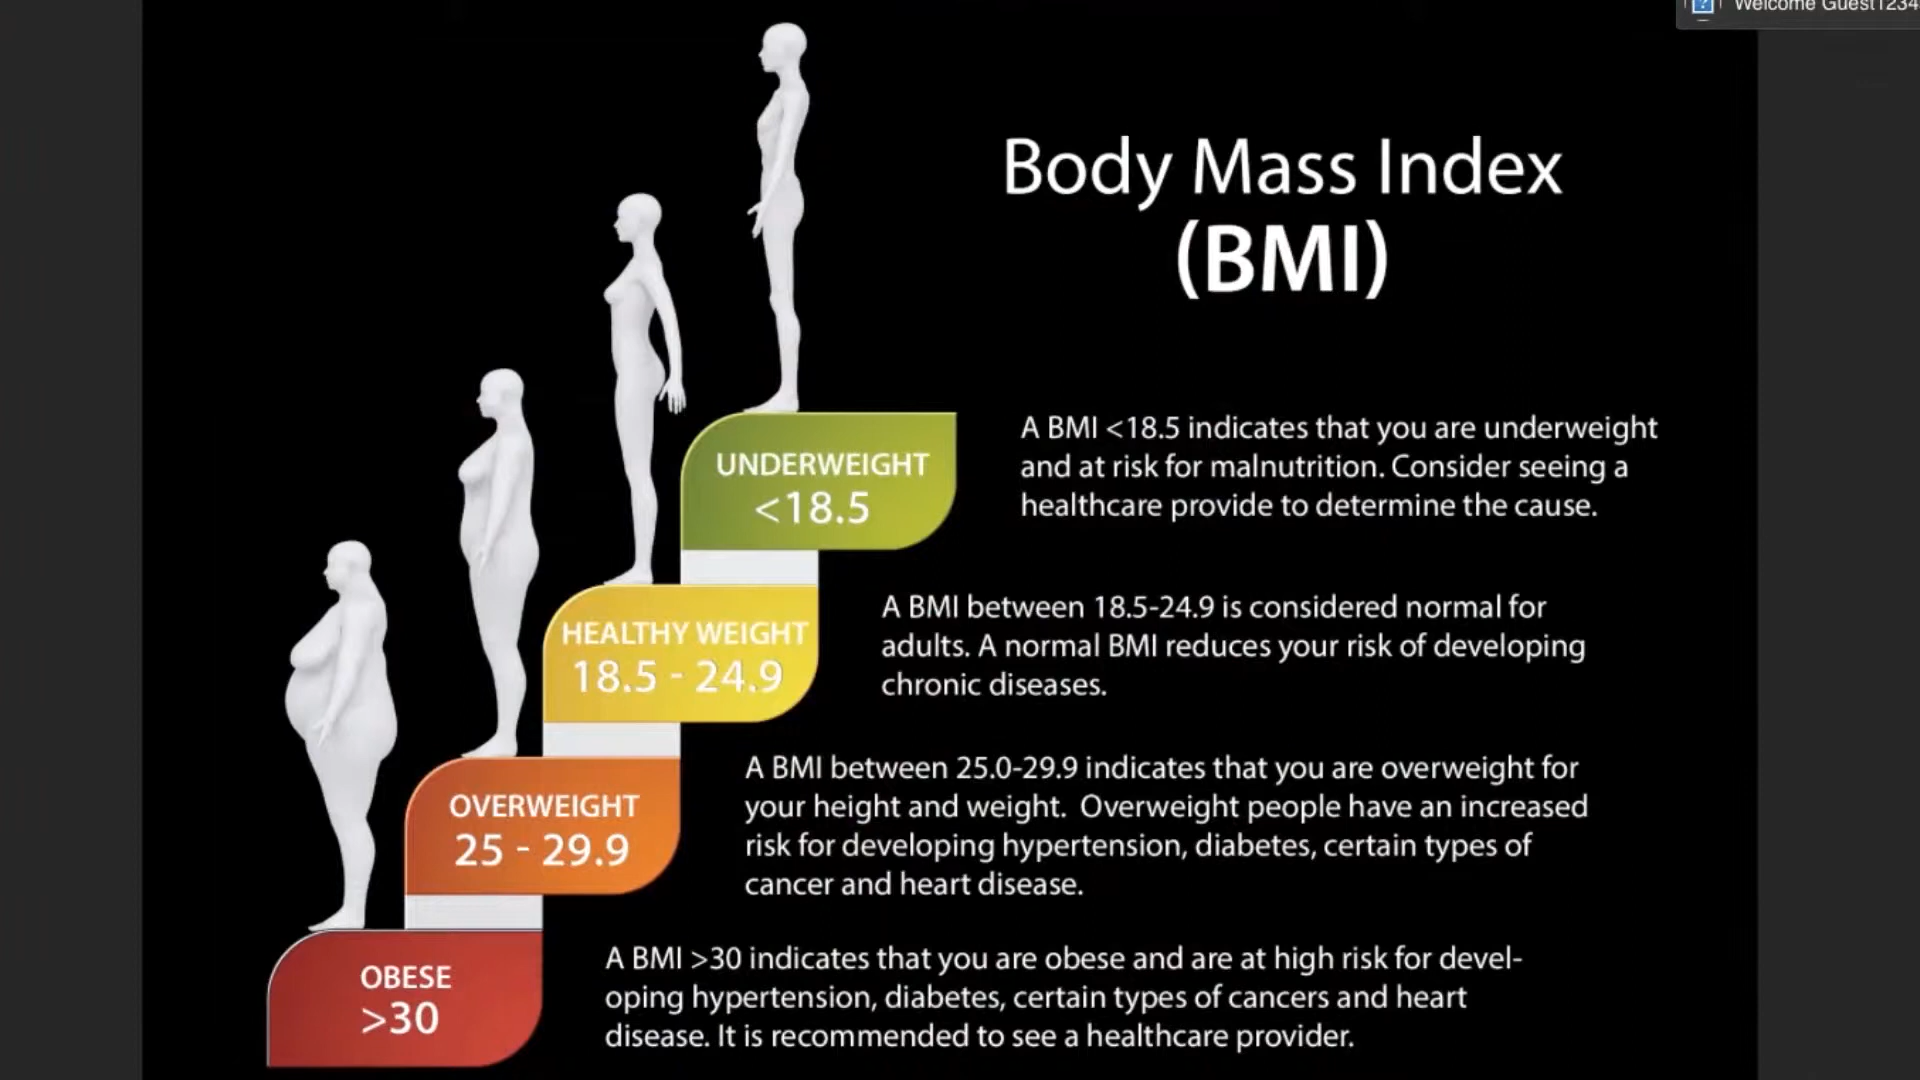 Welcome Guest1234
Body Mass Index
(BMI)
UNDERWEIGHT
<18.5
A BMI <18.5 indicates that you are underweight
and at risk for malnutrition. Consider seeing a
healthcare provide to determine the cause.
HEALTHY WEIGHT
18.5 - 24.9
A BMI between 18.5-24.9 is considered normal for
adults. A normal BMI reduces your risk of developing
chronic diseases.
OVERWEIGHT
25 - 29.9
A BMI between 25.0-29.9 indicates that you are overweight for
your height and weight. Overweight people have an increased
risk for developing hypertension, diabetes, certain types of
cancer and heart disease.
OBESE
>30
A BMI >30 indicates that you are obese and are at high risk for devel-
oping hypertension, diabetes, certain types of cancers and heart
disease. It is recommended to see a healthcare provider.